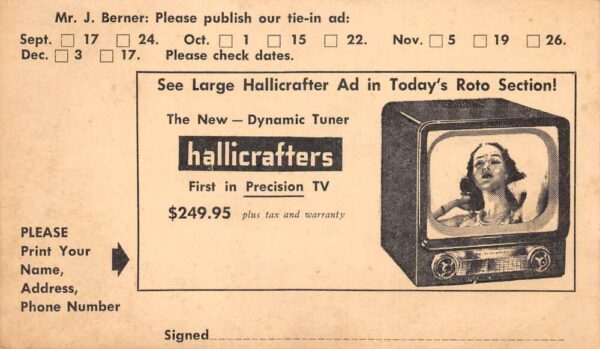 Mr. J. Berner: Please publish our tie-in ad:
Sept. ☐ 17 ☐ 24. Oct. ☐ 1 ☐ 15 ☐ 22. Nov. ☐ 5 ☐ 19 ☐ 26.
Dec. ☐ 3 ☐ 17. Please check dates.
See Large Hallicrafter Ad in Today's Roto Section!
The New — Dynamic Tuner
hallicrafters
First in Precision TV
$249.95 plus tax and warranty
PLEASE
Print Your
Name,
Address,
Phone Number
Signed